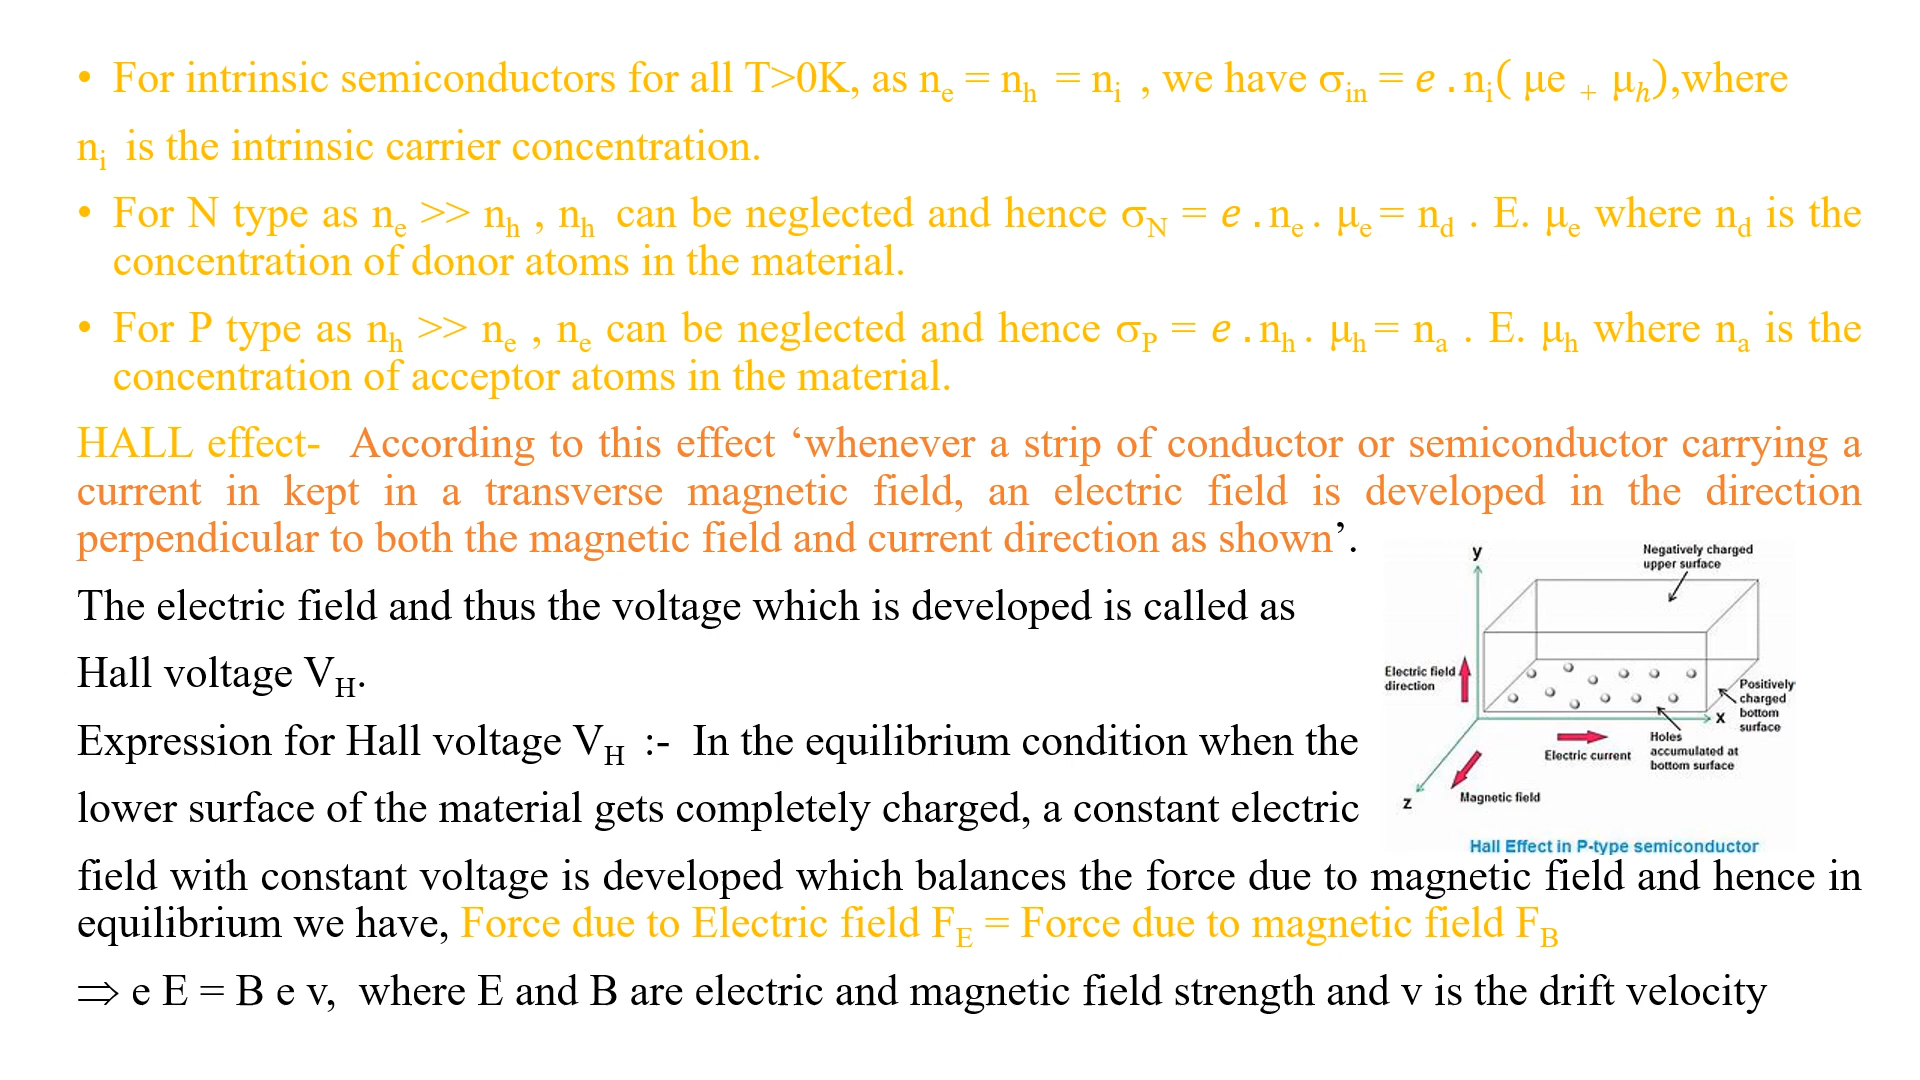 • For intrinsic semiconductors for all T>0K, as nₑ = nₕ = nᵢ , we have σᵢₙ = e . nᵢ( μe ₊ μₕ),where
nᵢ is the intrinsic carrier concentration.
• For N type as nₑ >> nₕ , nₕ can be neglected and hence σ_N = e . nₑ . μₑ = n_d . E. μₑ where n_d is the
concentration of donor atoms in the material.
• For P type as nₕ >> nₑ , nₑ can be neglected and hence σ_P = e . nₕ . μₕ = nₐ . E. μₕ where nₐ is the
concentration of acceptor atoms in the material.
HALL effect- According to this effect ‘whenever a strip of conductor or semiconductor carrying a
current in kept in a transverse magnetic field, an electric field is developed in the direction
perpendicular to both the magnetic field and current direction as shown’.
The electric field and thus the voltage which is developed is called as
Hall voltage V_H.
Expression for Hall voltage V_H :- In the equilibrium condition when the
lower surface of the material gets completely charged, a constant electric
field with constant voltage is developed which balances the force due to magnetic field and hence in
equilibrium we have, Force due to Electric field F_E = Force due to magnetic field F_B
⇒ e E = B e v, where E and B are electric and magnetic field strength and v is the drift velocity
y
Negatively charged
upper surface
Electric field
direction
Positively
charged
bottom
surface
x
Electric current
Holes
accumulated at
bottom surface
z
Magnetic field
Hall Effect in P-type semiconductor